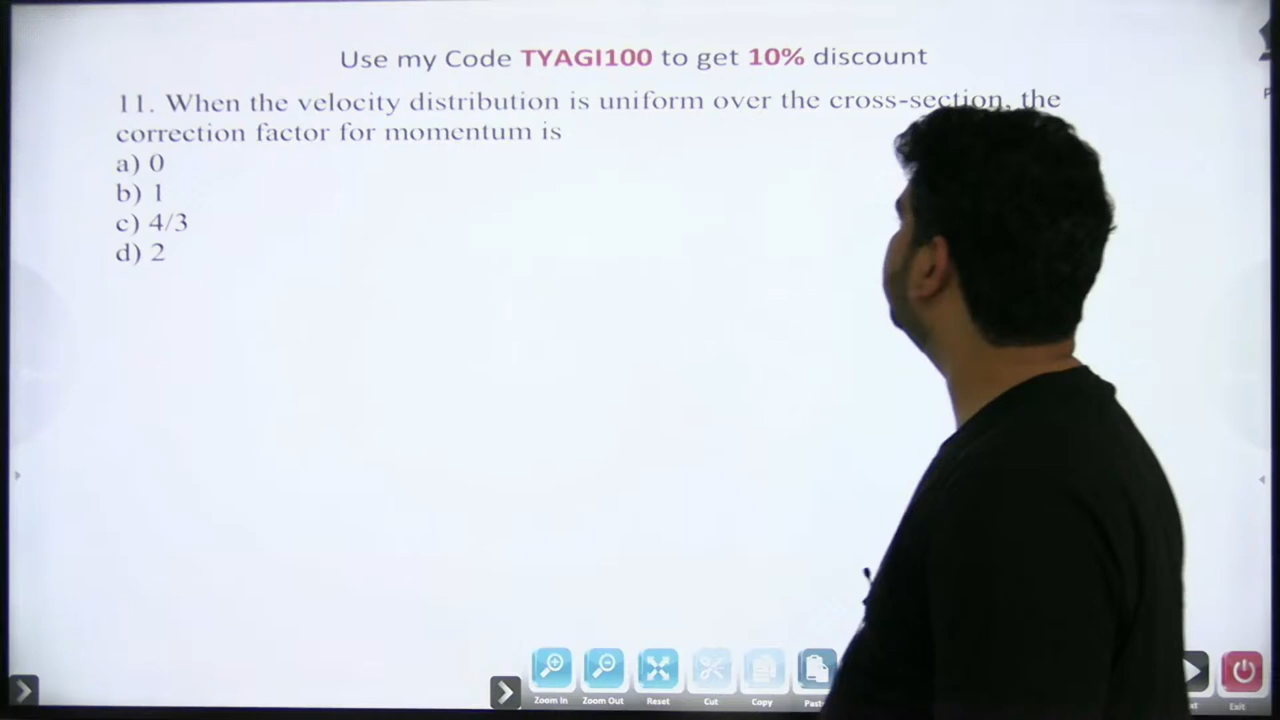 Use my Code TYAGI100 to get 10% discount
11. When the velocity distribution is uniform over the cross-section, the
correction factor for momentum is
a) 0
b) 1
c) 4/3
d) 2
Zoom In Zoom Out Reset Cut Copy Exit